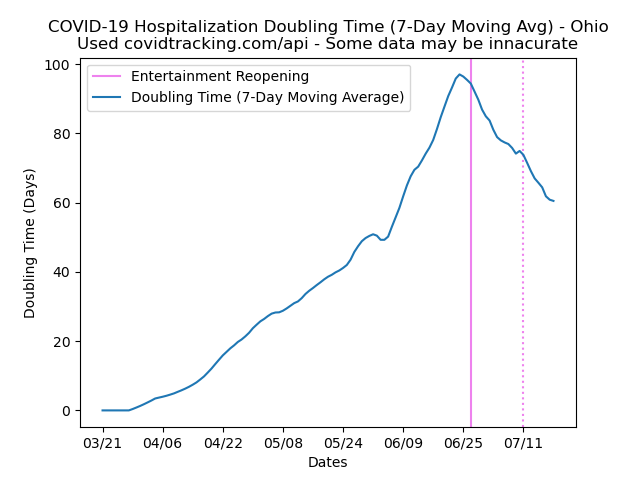 COVID-19 Hospitalization Doubling Time (7-Day Moving Avg) - Ohio
Used covidtracking.com/api - Some data may be innacurate
Entertainment Reopening
Doubling Time (7-Day Moving Average)
Doubling Time (Days)
100
80
60
40
20
0
03/21 04/06 04/22 05/08 05/24 06/09 06/25 07/11
Dates